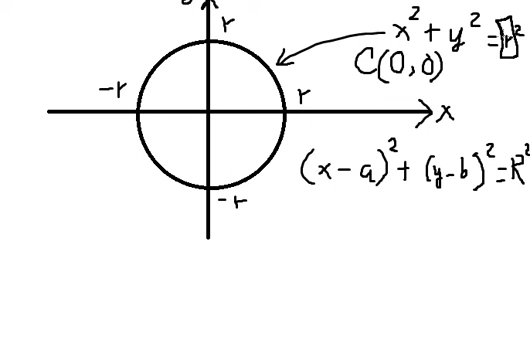 r
x² + y² = r²
C(0,0)
-r
r
x
(x-a)² + (y-b)² = R²
-r